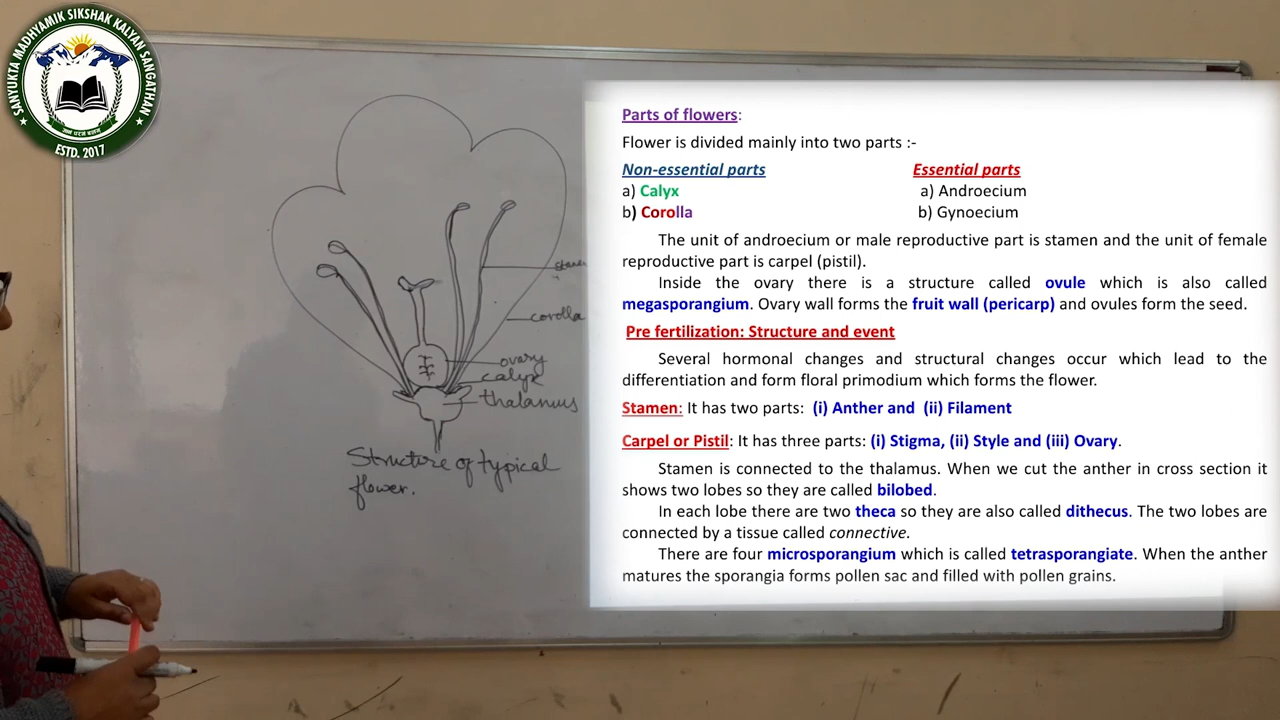 SANYUKTA MADHYAMIK SIKSHAK KALYAN SANGATHAN
ESTD. 2017
Parts of flowers:
Flower is divided mainly into two parts :-
Non-essential parts Essential parts
a) Calyx a) Androecium
b) Corolla b) Gynoecium
The unit of androecium or male reproductive part is stamen and the unit of female
reproductive part is carpel (pistil).
Inside the ovary there is a structure called ovule which is also called
megasporangium. Ovary wall forms the fruit wall (pericarp) and ovules form the seed.
Pre fertilization: Structure and event
Several hormonal changes and structural changes occur which lead to the
differentiation and form floral primodium which forms the flower.
Stamen: It has two parts: (i) Anther and (ii) Filament
Carpel or Pistil: It has three parts: (i) Stigma, (ii) Style and (iii) Ovary.
Stamen is connected to the thalamus. When we cut the anther in cross section it
shows two lobes so they are called bilobed.
In each lobe there are two theca so they are also called dithecus. The two lobes are
connected by a tissue called connective.
There are four microsporangium which is called tetrasporangiate. When the anther
matures the sporangia forms pollen sac and filled with pollen grains.
corolla
ovary
calyx
thalamus
Structure of typical
flower.